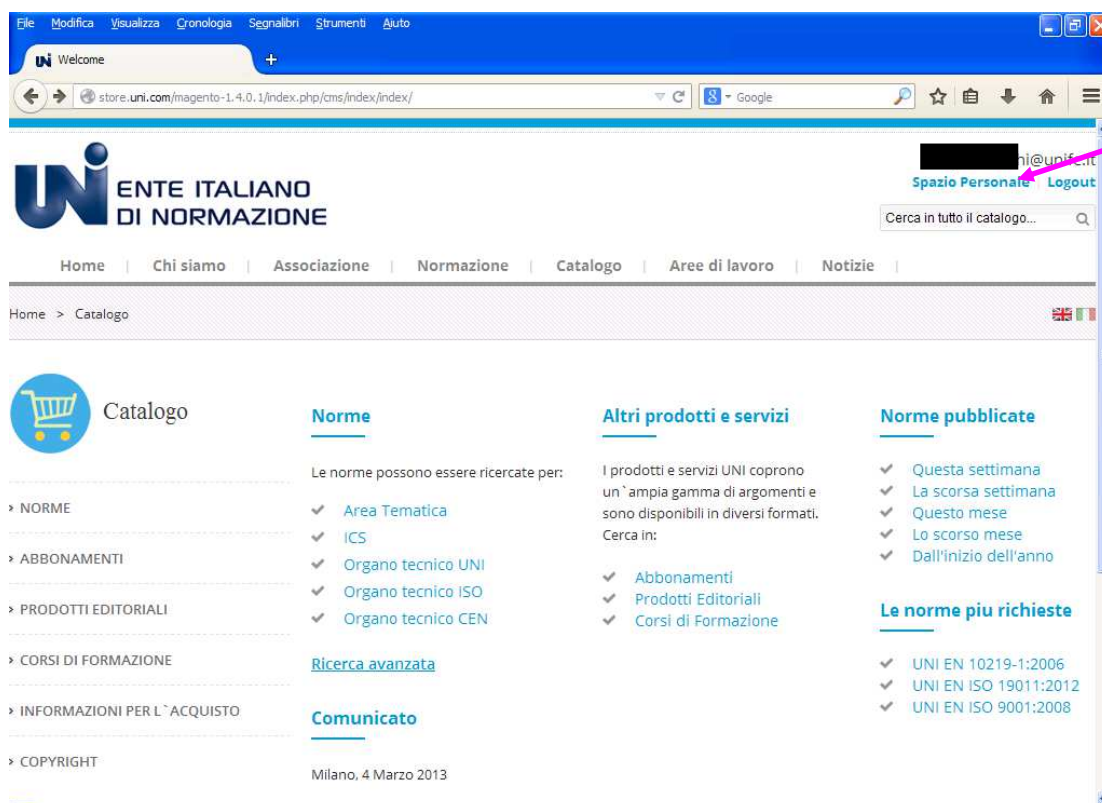 File Modifica Visualizza Cronologia Segnalibri Strumenti Aiuto
UNI Welcome
store.uni.com/magento-1.4.0.1/index.php/cms/index/index/
8 Google
UNI
ENTE ITALIANO
DI NORMAZIONE
ni@unife.it
Spazio Personale Logout
Cerca in tutto il catalogo...
Home | Chi siamo | Associazione | Normazione | Catalogo | Aree di lavoro | Notizie |
Home > Catalogo
Catalogo
› NORME
› ABBONAMENTI
› PRODOTTI EDITORIALI
› CORSI DI FORMAZIONE
› INFORMAZIONI PER L`ACQUISTO
› COPYRIGHT
Norme
Le norme possono essere ricercate per:
Area Tematica
ICS
Organo tecnico UNI
Organo tecnico ISO
Organo tecnico CEN
Ricerca avanzata
Comunicato
Milano, 4 Marzo 2013
Altri prodotti e servizi
I prodotti e servizi UNI coprono
un`ampia gamma di argomenti e
sono disponibili in diversi formati.
Cerca in:
Abbonamenti
Prodotti Editoriali
Corsi di Formazione
Norme pubblicate
Questa settimana
La scorsa settimana
Questo mese
Lo scorso mese
Dall'inizio dell'anno
Le norme piu richieste
UNI EN 10219-1:2006
UNI EN ISO 19011:2012
UNI EN ISO 9001:2008